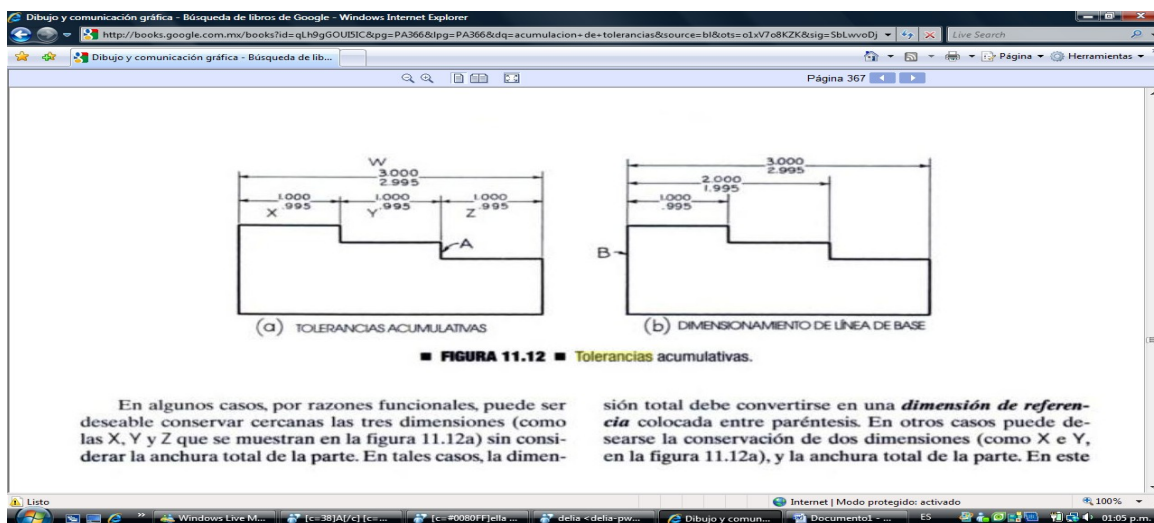 Dibujo y comunicación gráfica - Búsqueda de libros de Google - Windows Internet Explorer
http://books.google.com.mx/books?id=qLh9gGOUI5IC&pg=PA366&lpg=PA366&dq=acumulacion+de+tolerancias&source=bl&ots=o1xV7o8KZK&sig=SbLwvoDj
Live Search
Dibujo y comunicación gráfica - Búsqueda de lib...
Página
Herramientas
Página 367
W
3.000
2.995
1.000
.995
1.000
.995
1.000
.995
X
Y
Z
A
(a) TOLERANCIAS ACUMULATIVAS
3.000
2.995
2.000
1.995
1.000
.995
B
(b) DIMENSIONAMIENTO DE LÍNEA DE BASE
■ FIGURA 11.12 ■ Tolerancias acumulativas.
En algunos casos, por razones funcionales, puede ser
deseable conservar cercanas las tres dimensiones (como
las X, Y y Z que se muestran en la figura 11.12a) sin consi-
derar la anchura total de la parte. En tales casos, la dimen-
sión total debe convertirse en una dimensión de referen-
cia colocada entre paréntesis. En otros casos puede de-
searse la conservación de dos dimensiones (como X e Y,
en la figura 11.12a), y la anchura total de la parte. En este
Listo
Internet | Modo protegido: activado
100%
Windows Live M...
[c=38]A[/c] [c=...
[c=#0080FF]ella ...
delia <delia-pw...
Dibujo y comun...
Documento1 - ...
ES
01:05 p.m.